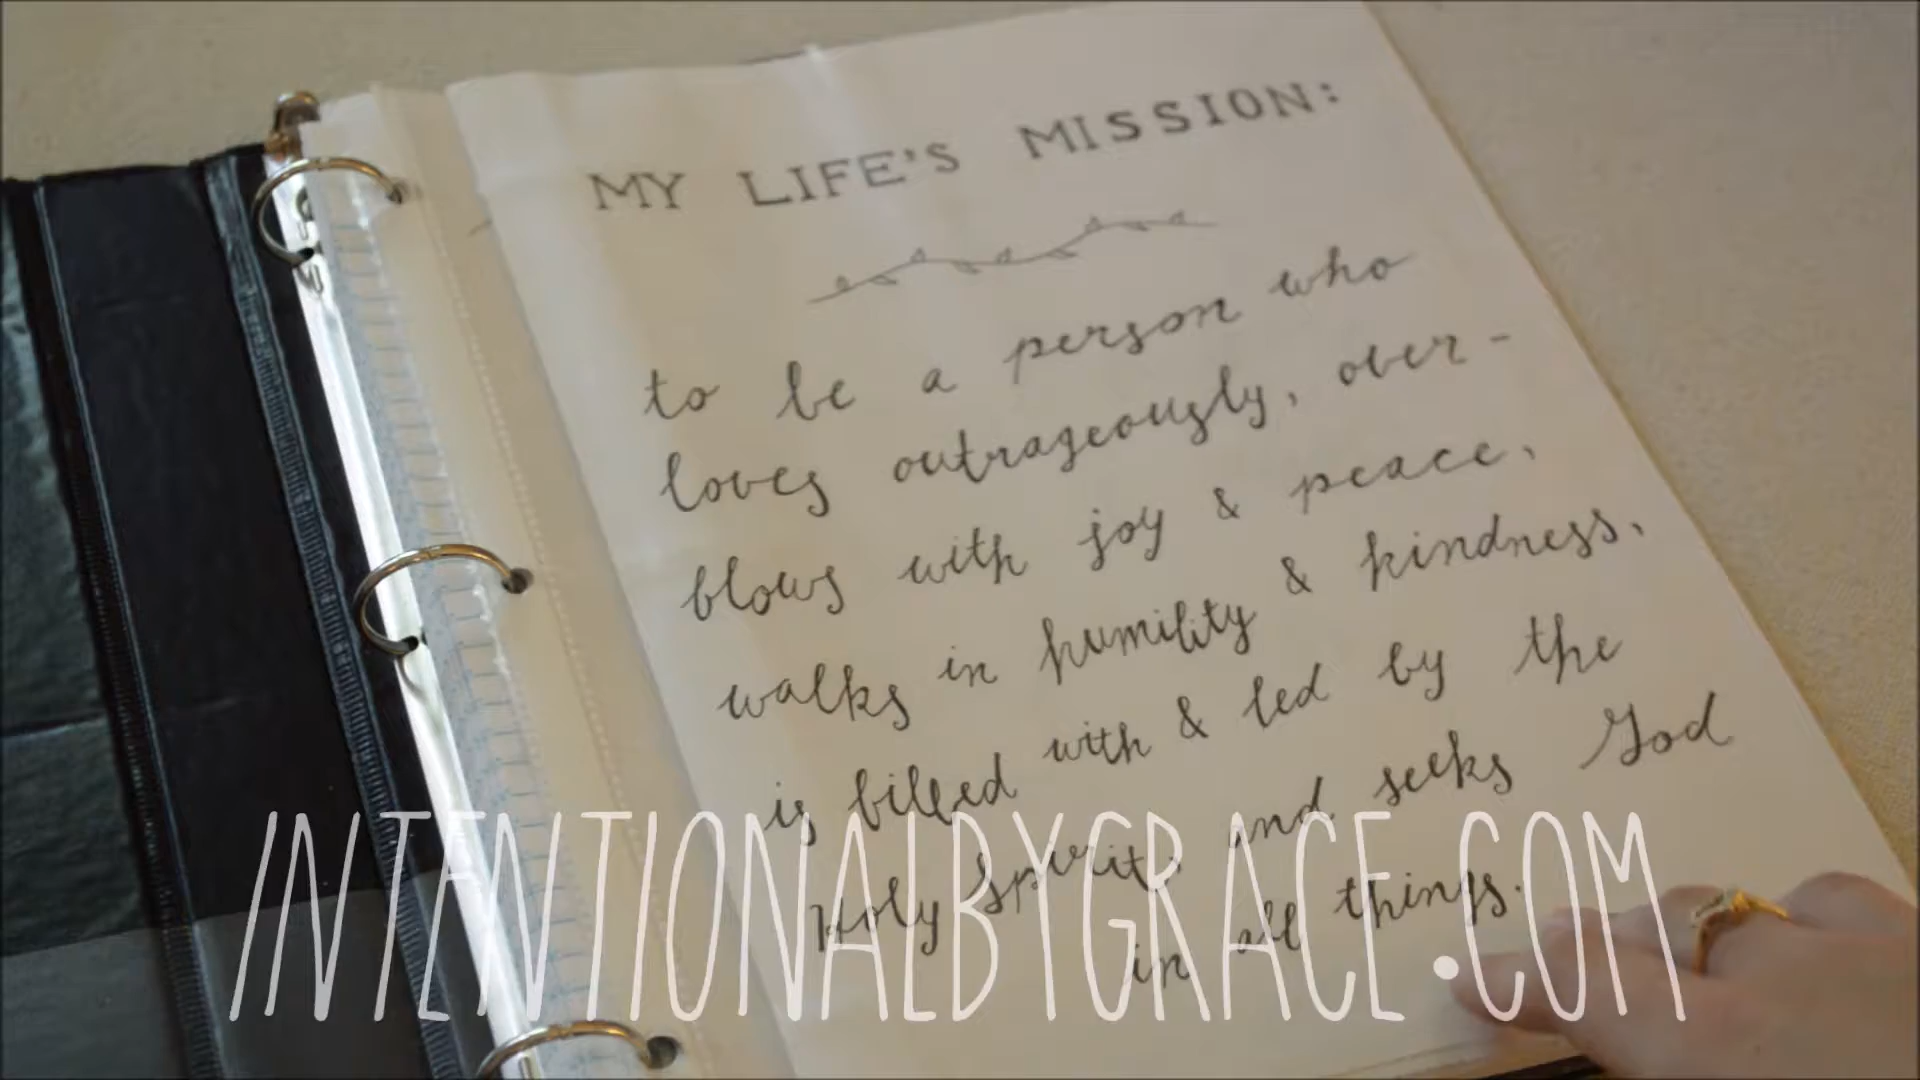 MY LIFE'S MISSION:
to be a person who
loves outrageously, over-
flows with joy & peace,
walks in humility & kindness,
is filled with & led by the
Holy Spirit, and seeks God
in all things.
INTENTIONALBYGRACE.COM